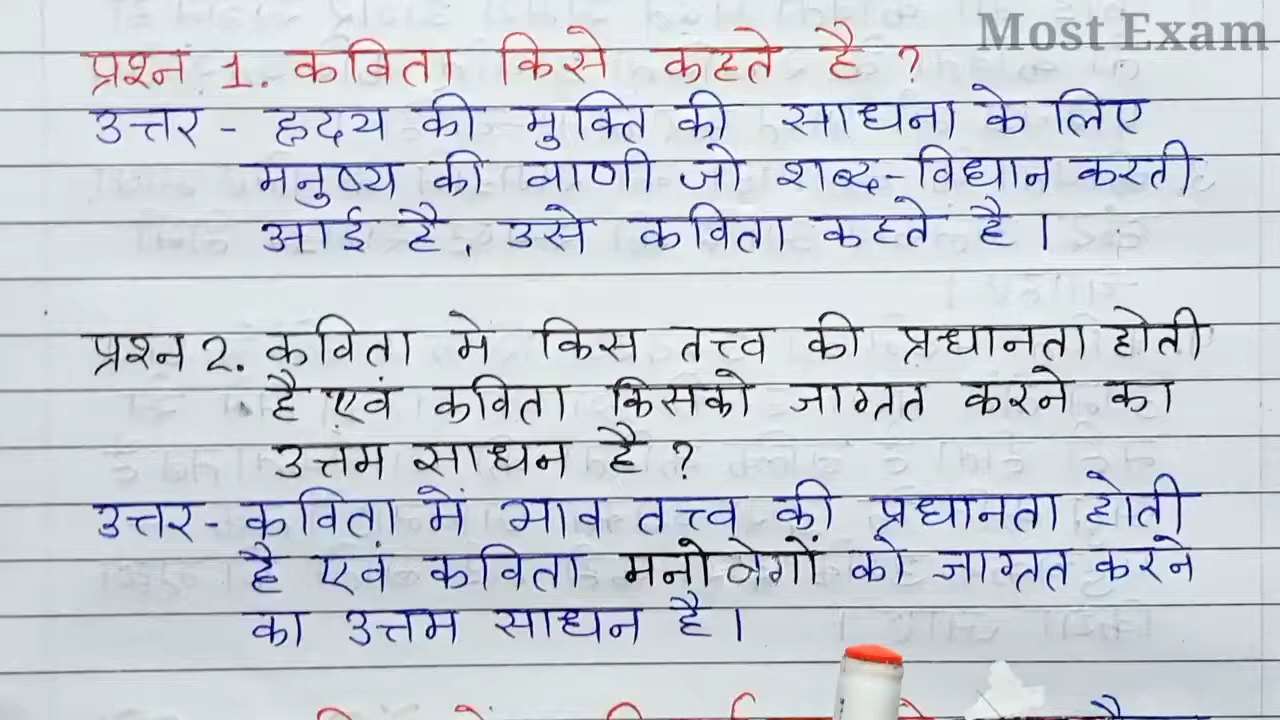 Most Exam
प्रश्न 1. कविता किसे कहते है ?
उत्तर - हृदय की मुक्ति की साधना के लिए
मनुष्य की वाणी जो शब्द-विधान करती
आई है, उसे कविता कहते है।
प्रश्न 2. कविता मे किस तत्त्व की प्रधानता होती
है एवं कविता किसको जाग्रत करने का
उत्तम साधन है ?
उत्तर - कविता में भाव तत्त्व की प्रधानता होती
है एवं कविता मनोवेगों को जाग्रत करने
का उत्तम साधन है।